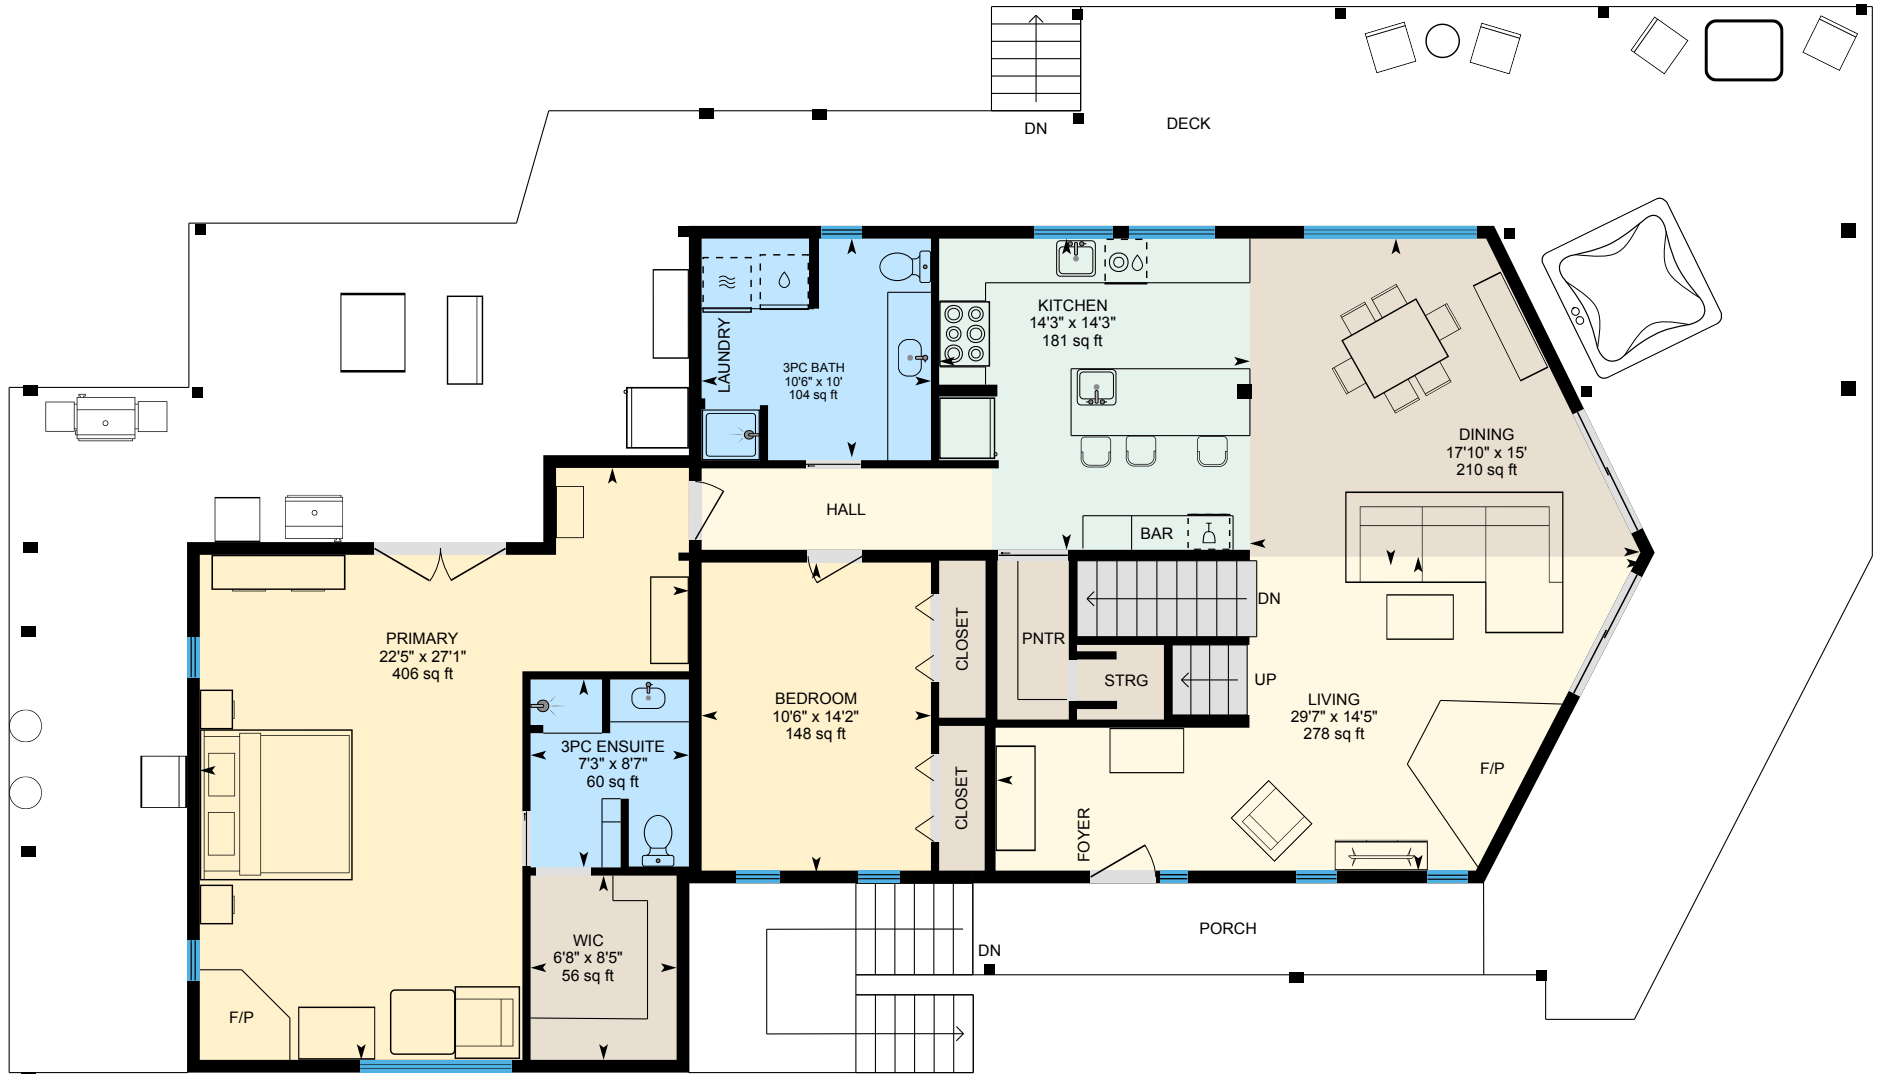 DN
DECK
KITCHEN
14'3" x 14'3"
181 sq ft
LAUNDRY
3PC BATH
10'6" x 10'
104 sq ft
DINING
17'10" x 15'
210 sq ft
HALL
BAR
PRIMARY
22'5" x 27'1"
406 sq ft
CLOSET
PNTR
DN
STRG
UP
BEDROOM
10'6" x 14'2"
148 sq ft
LIVING
29'7" x 14'5"
278 sq ft
3PC ENSUITE
7'3" x 8'7"
60 sq ft
CLOSET
FOYER
F/P
WIC
6'8" x 8'5"
56 sq ft
DN
PORCH
F/P